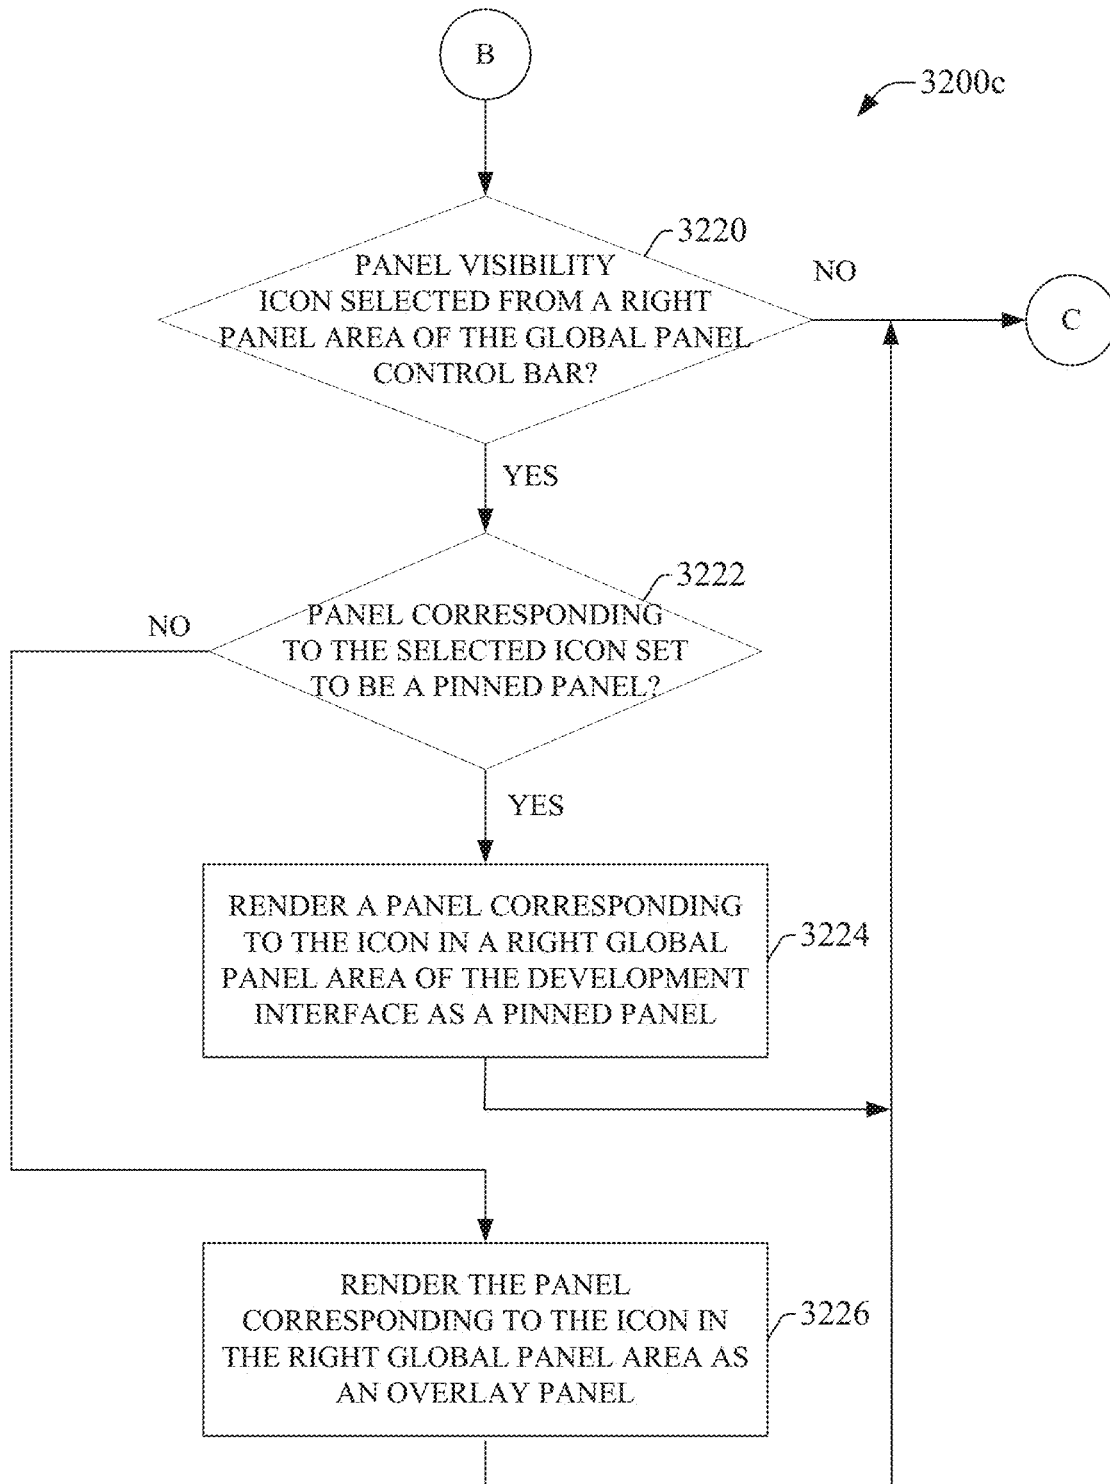 B
3200c
3220
PANEL VISIBILITY
ICON SELECTED FROM A RIGHT
PANEL AREA OF THE GLOBAL PANEL
CONTROL BAR?
NO
C
YES
3222
PANEL CORRESPONDING
TO THE SELECTED ICON SET
TO BE A PINNED PANEL?
NO
YES
RENDER A PANEL CORRESPONDING
TO THE ICON IN A RIGHT GLOBAL
PANEL AREA OF THE DEVELOPMENT
INTERFACE AS A PINNED PANEL
3224
RENDER THE PANEL
CORRESPONDING TO THE ICON IN
THE RIGHT GLOBAL PANEL AREA AS
AN OVERLAY PANEL
3226